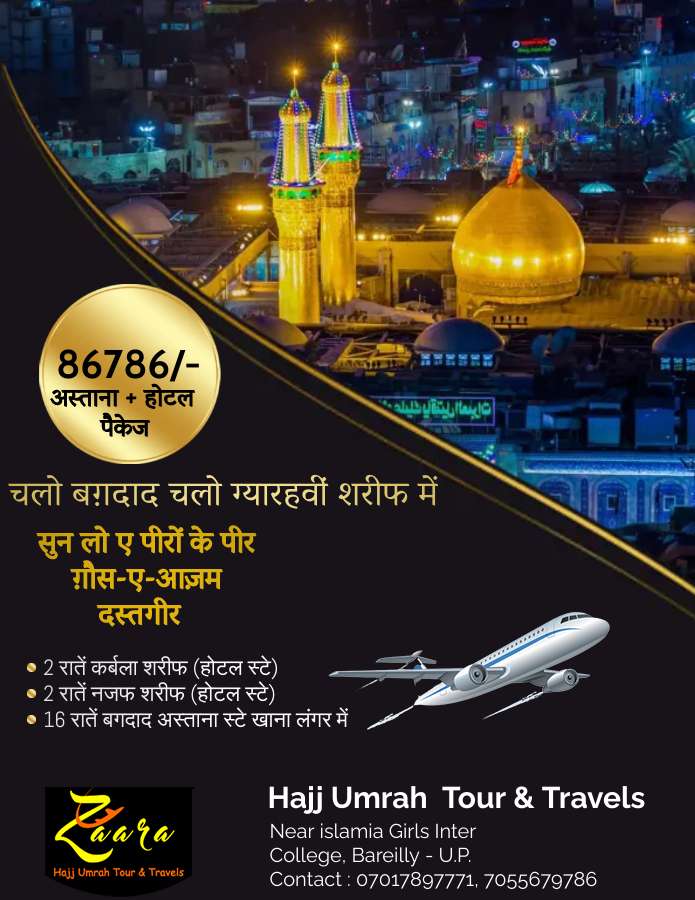 86786/-
अस्ताना + होटल
पैकेज
चलो बग़दाद चलो ग्यारहवीं शरीफ में
सुन लो ए पीरों के पीर
ग़ौस-ए-आज़म
दस्तगीर
2 रातें कर्बला शरीफ (होटल स्टे)
2 रातें नजफ शरीफ (होटल स्टे)
16 रातें बगदाद अस्ताना स्टे खाना लंगर में
Zaara
Hajj Umrah Tour & Travels
Hajj Umrah Tour & Travels
Near islamia Girls Inter
College, Bareilly - U.P.
Contact : 07017897771, 7055679786